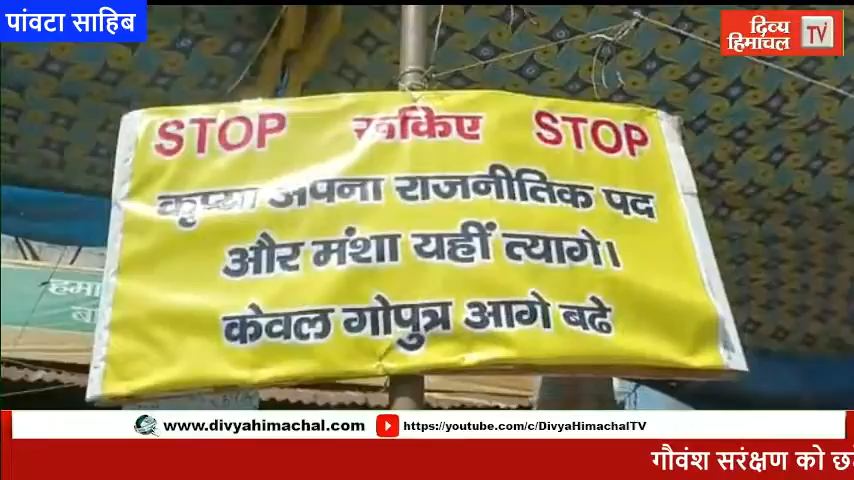 पांवटा साहिब
दिव्य
हिमाचल TV
STOP रूकिए STOP
कृप्या अपना राजनीतिक पद
और मंशा यहीं त्यागे।
केवल गोपुत्र आगे बढे
हमा
www.divyahimachal.com https://youtube.com/c/DivyaHimachalTV
गौवंश सरंक्षण को